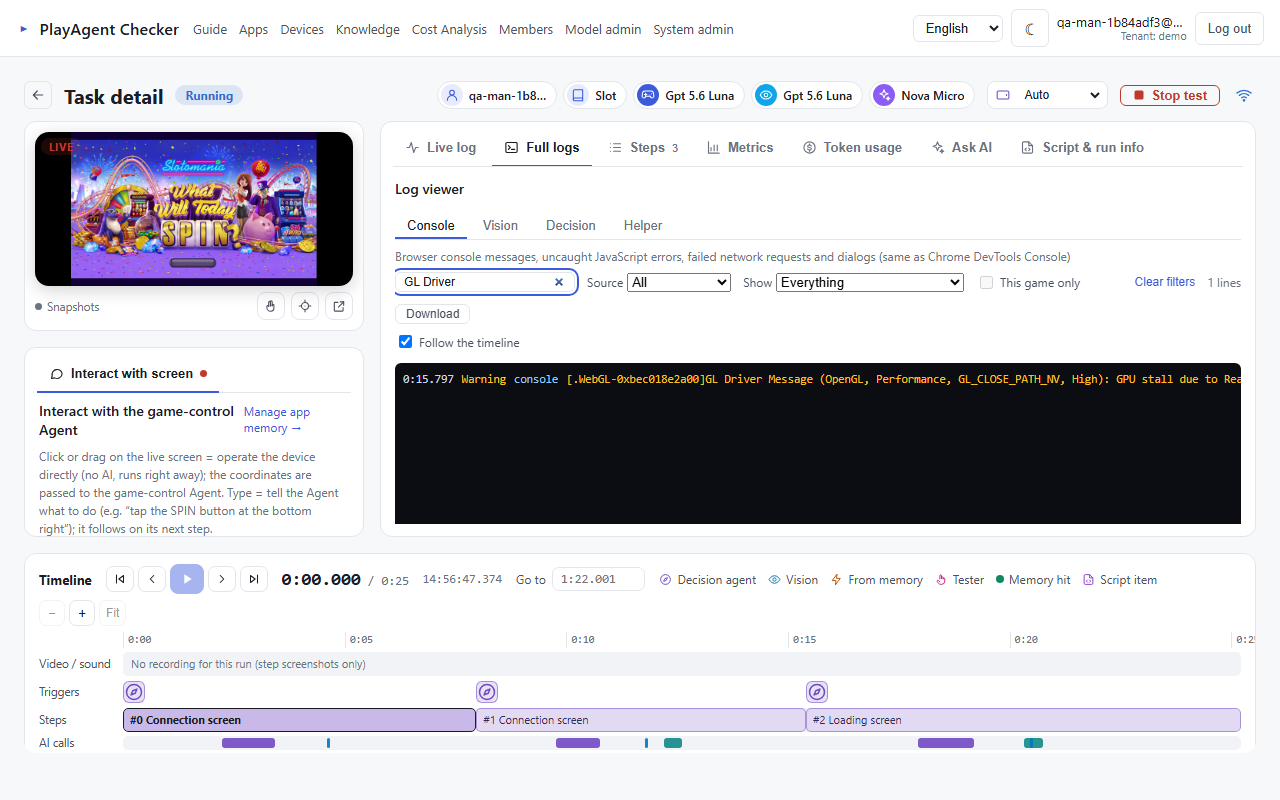 PlayAgent Checker
Guide
Apps
Devices
Knowledge
Cost Analysis
Members
Model admin
System admin
English
qa-man-1b84adf3@...
Tenant: demo
Log out
Task detail
Running
qa-man-1b8...
Slot
Gpt 5.6 Luna
Gpt 5.6 Luna
Nova Micro
Auto
Stop test
LIVE
Slotomania
What
Will Today
SPIN?
Snapshots
Interact with screen
Interact with the game-control Agent
Manage app memory →
Click or drag on the live screen = operate the device
directly (no AI, runs right away); the coordinates are
passed to the game-control Agent. Type = tell the Agent
what to do (e.g. “tap the SPIN button at the bottom
right”); it follows on its next step.
Live log
Full logs
Steps 3
Metrics
Token usage
Ask AI
Script & run info
Log viewer
Console
Vision
Decision
Helper
Browser console messages, uncaught JavaScript errors, failed network requests and dialogs (same as Chrome DevTools Console)
GL Driver
Source All
Show Everything
This game only
Clear filters
1 lines
Download
Follow the timeline
0:15.797 Warning console [.WebGL-0xbec018e2a00]GL Driver Message (OpenGL, Performance, GL_CLOSE_PATH_NV, High): GPU stall due to Rea
Timeline
0:00.000 / 0:25
14:56:47.374
Go to 1:22.001
Decision agent
Vision
From memory
Tester
Memory hit
Script item
− + Fit
0:00
0:05
0:10
0:15
0:20
0:25
Video / sound
No recording for this run (step screenshots only)
Triggers
Steps
#0 Connection screen
#1 Connection screen
#2 Loading screen
AI calls